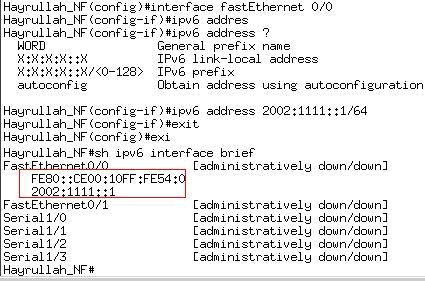 Hayrullah_NF(config)#interface fastEthernet 0/0
Hayrullah_NF(config-if)#ipv6 addres
Hayrullah_NF(config-if)#ipv6 address ?
WORD General prefix name
X:X:X:X::X IPv6 link-local address
X:X:X:X::X/<0-128> IPv6 prefix
autoconfig Obtain address using autoconfiguration
Hayrullah_NF(config-if)#ipv6 address 2002:1111::1/64
Hayrullah_NF(config-if)#exit
Hayrullah_NF(config)#exi
Hayrullah_NF#sh ipv6 interface brief
FastEthernet0/0 [administratively down/down]
FE80::CE00:10FF:FE54:0
2002:1111::1
FastEthernet0/1 [administratively down/down]
Serial1/0 [administratively down/down]
Serial1/1 [administratively down/down]
Serial1/2 [administratively down/down]
Serial1/3 [administratively down/down]
Hayrullah_NF#